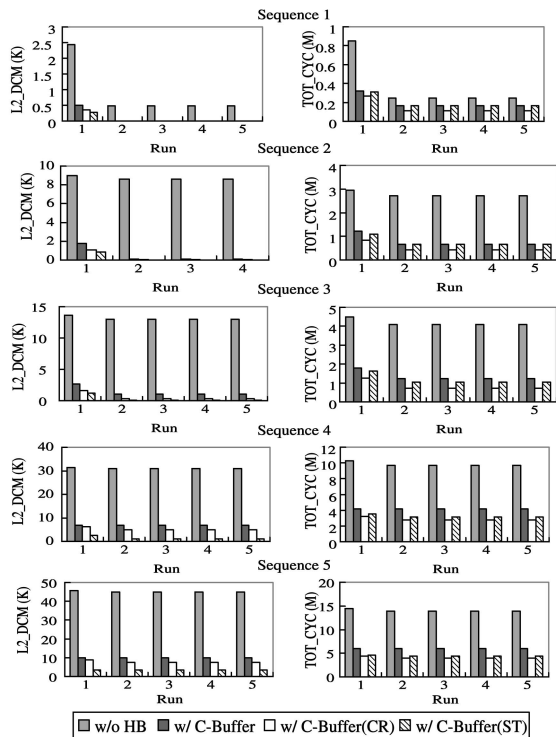 Sequence 1
L2_DCM (K)
3
2.5
2
1.5
1
0.5
0
1 2 3 4 5
Run
TOT_CYC (M)
1
0.8
0.6
0.4
0.2
0
1 2 3 4 5
Run
Sequence 2
L2_DCM (K)
10
8
6
4
2
0
1 2 3 4
Run
TOT_CYC (M)
4
3
2
1
0
1 2 3 4 5
Run
Sequence 3
L2_DCM (K)
15
10
5
0
1 2 3 4 5
Run
TOT_CYC (M)
5
4
3
2
1
0
1 2 3 4 5
Run
Sequence 4
L2_DCM (K)
40
30
20
10
0
1 2 3 4 5
Run
TOT_CYC (M)
12
10
8
6
4
2
0
1 2 3 4 5
Run
Sequence 5
L2_DCM (K)
50
40
30
20
10
0
1 2 3 4 5
Run
TOT_CYC (M)
20
15
10
5
0
1 2 3 4 5
Run
w/o HB w/ C-Buffer w/ C-Buffer(CR) w/ C-Buffer(ST)